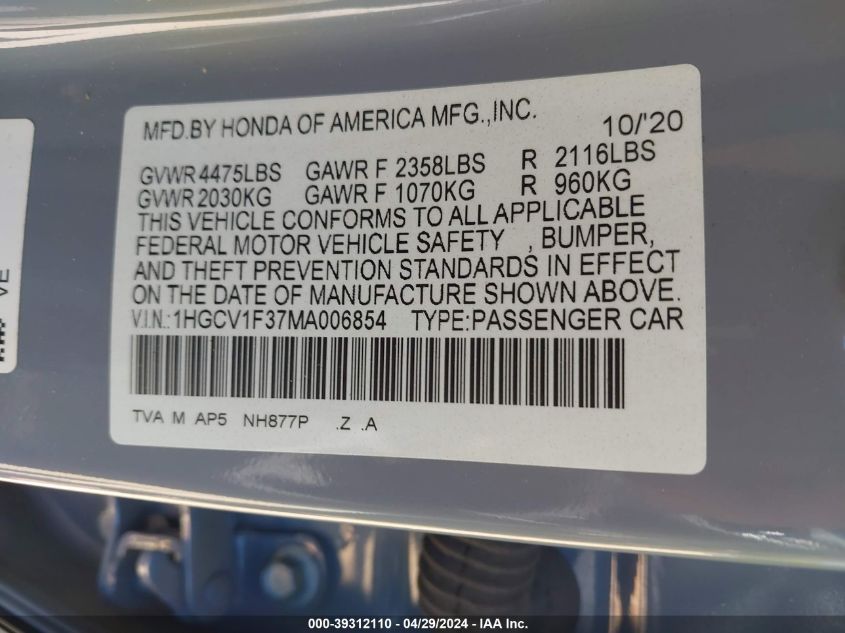 MFD.BY HONDA OF AMERICA MFG.,INC. 10/'20
GVWR 4475LBS GAWR F 2358LBS R 2116LBS
GVWR 2030KG GAWR F 1070KG R 960KG
THIS VEHICLE CONFORMS TO ALL APPLICABLE
FEDERAL MOTOR VEHICLE SAFETY , BUMPER,
AND THEFT PREVENTION STANDARDS IN EFFECT
ON THE DATE OF MANUFACTURE SHOWN ABOVE.
V.I.N.:1HGCV1F37MA006854 TYPE:PASSENGER CAR
TVA M AP5 NH877P .Z .A
VE
000-39312110 - 04/29/2024 - IAA Inc.